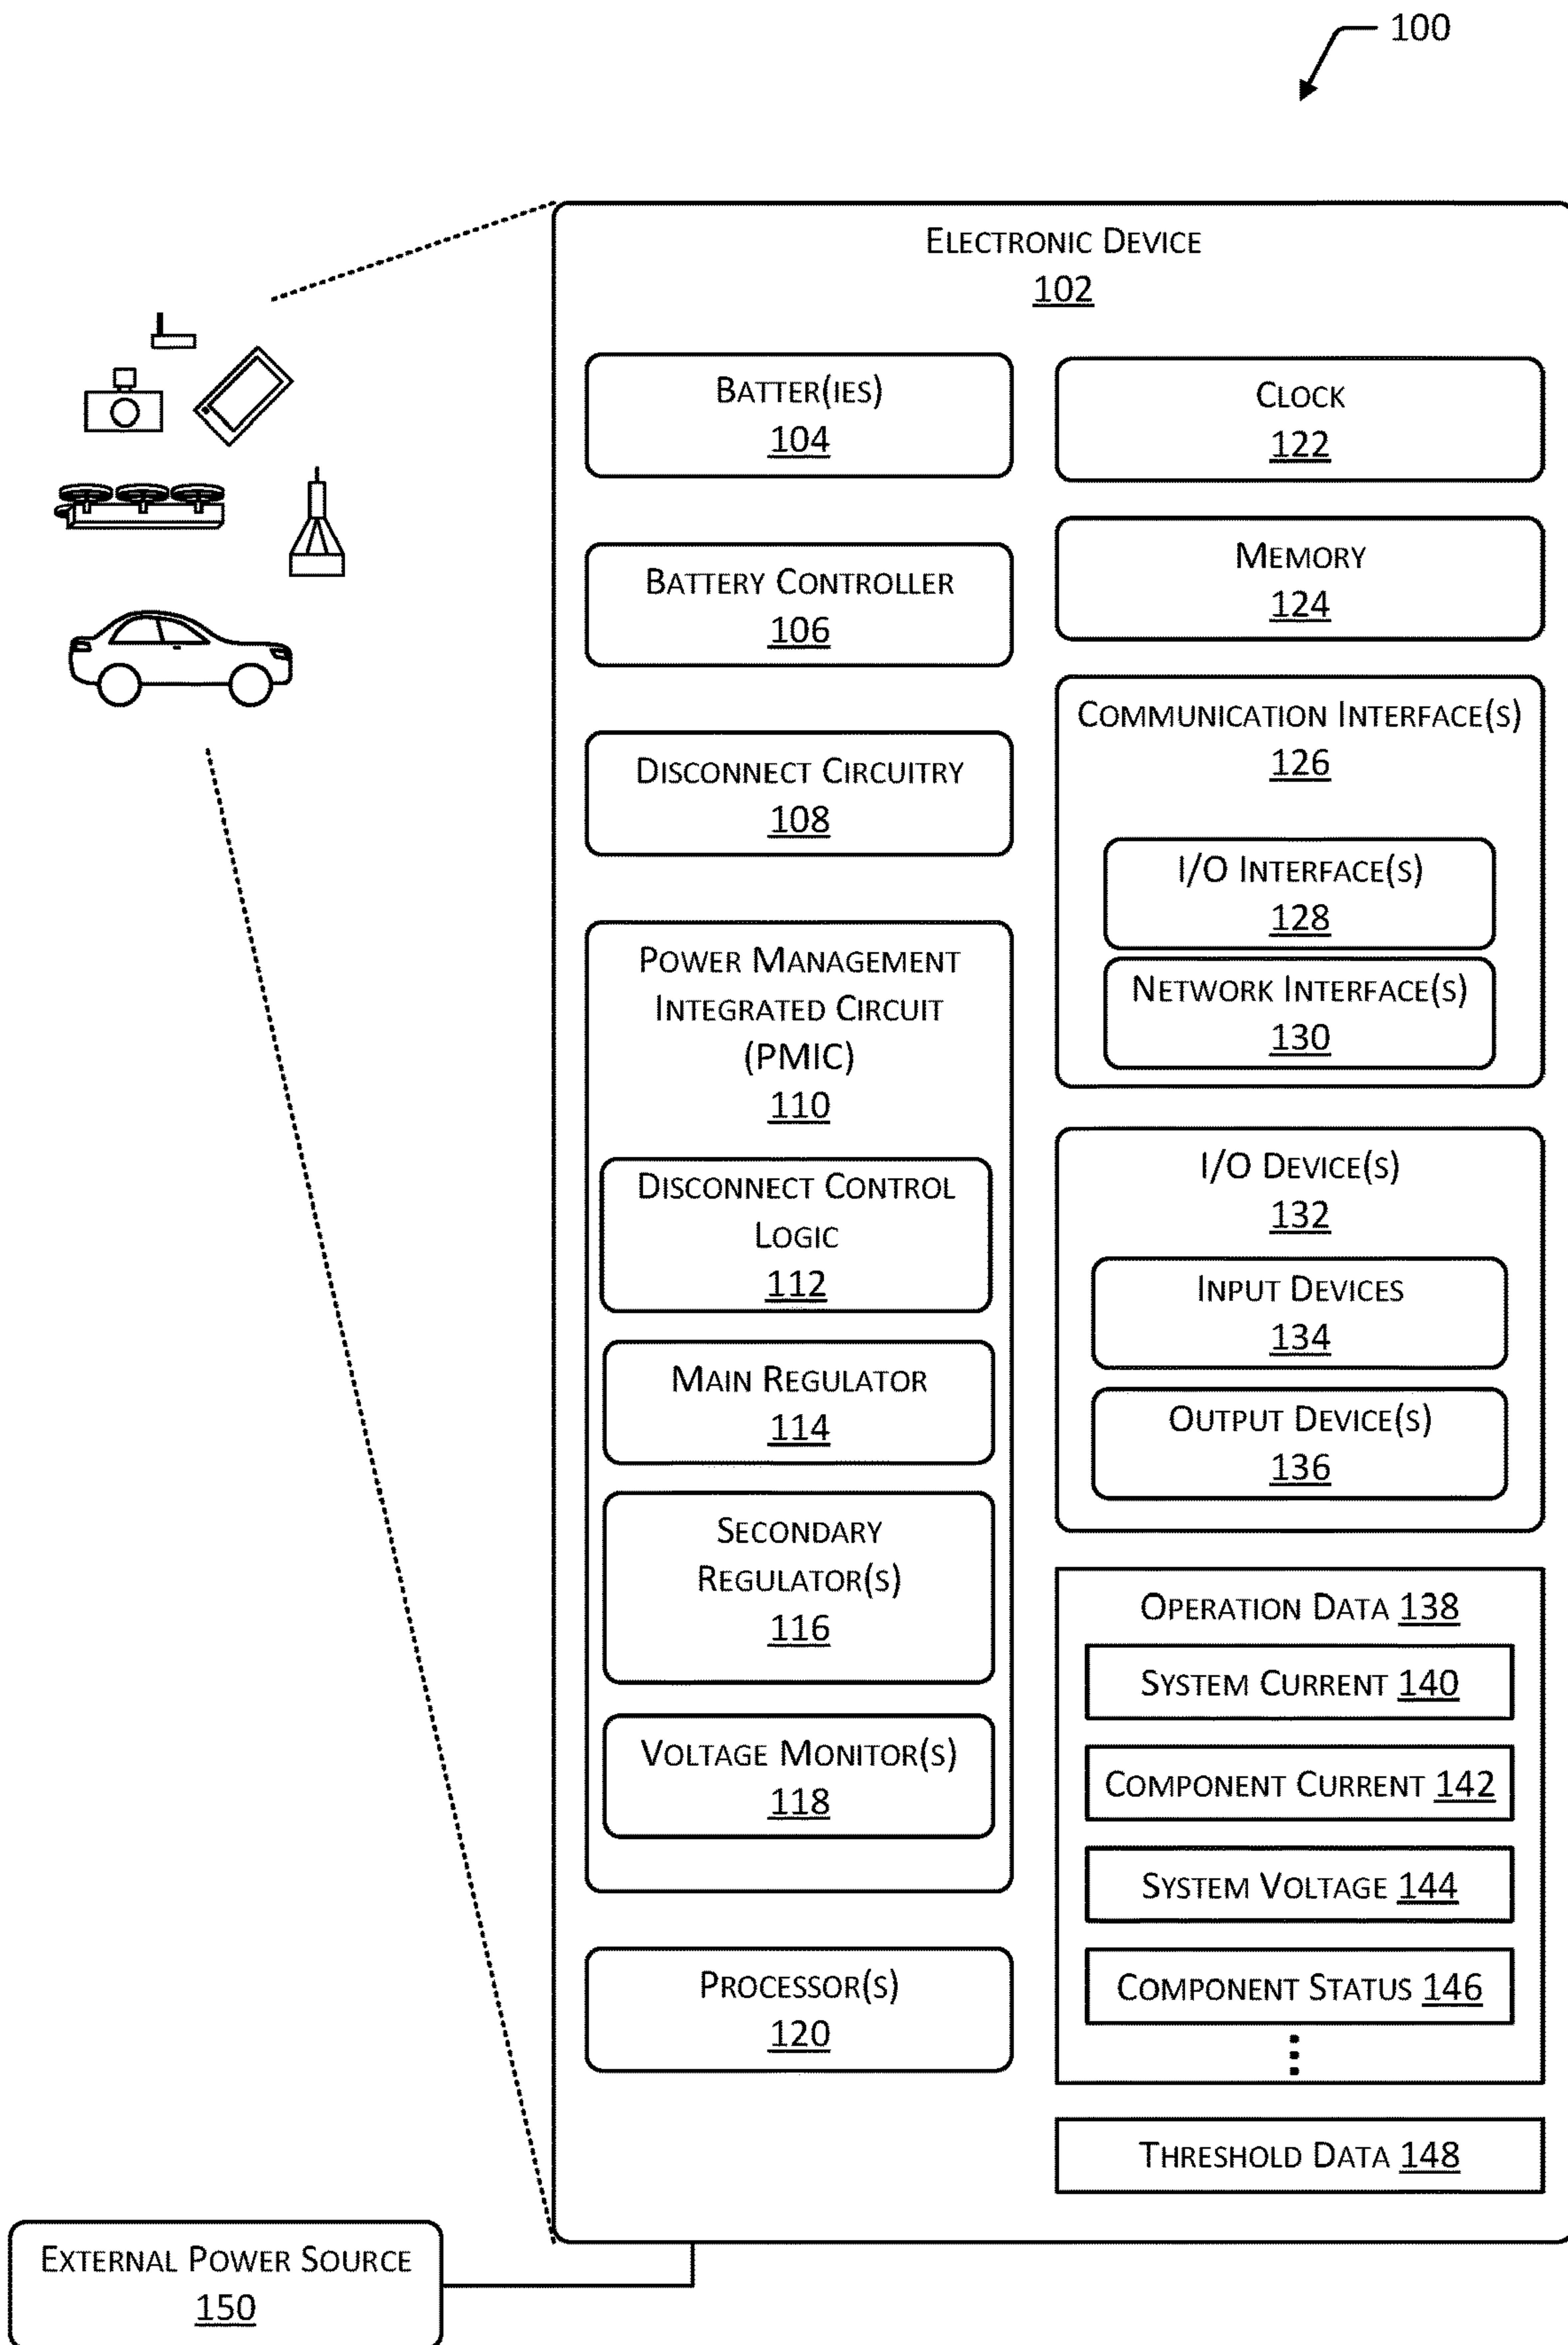 100
ELECTRONIC DEVICE
102
BATTER(IES)
104
BATTERY CONTROLLER
106
DISCONNECT CIRCUITRY
108
POWER MANAGEMENT
INTEGRATED CIRCUIT
(PMIC)
110
DISCONNECT CONTROL
LOGIC
112
MAIN REGULATOR
114
SECONDARY
REGULATOR(S)
116
VOLTAGE MONITOR(S)
118
PROCESSOR(S)
120
CLOCK
122
MEMORY
124
COMMUNICATION INTERFACE(S)
126
I/O INTERFACE(S)
128
NETWORK INTERFACE(S)
130
I/O DEVICE(S)
132
INPUT DEVICES
134
OUTPUT DEVICE(S)
136
OPERATION DATA 138
SYSTEM CURRENT 140
COMPONENT CURRENT 142
SYSTEM VOLTAGE 144
COMPONENT STATUS 146
THRESHOLD DATA 148
EXTERNAL POWER SOURCE
150